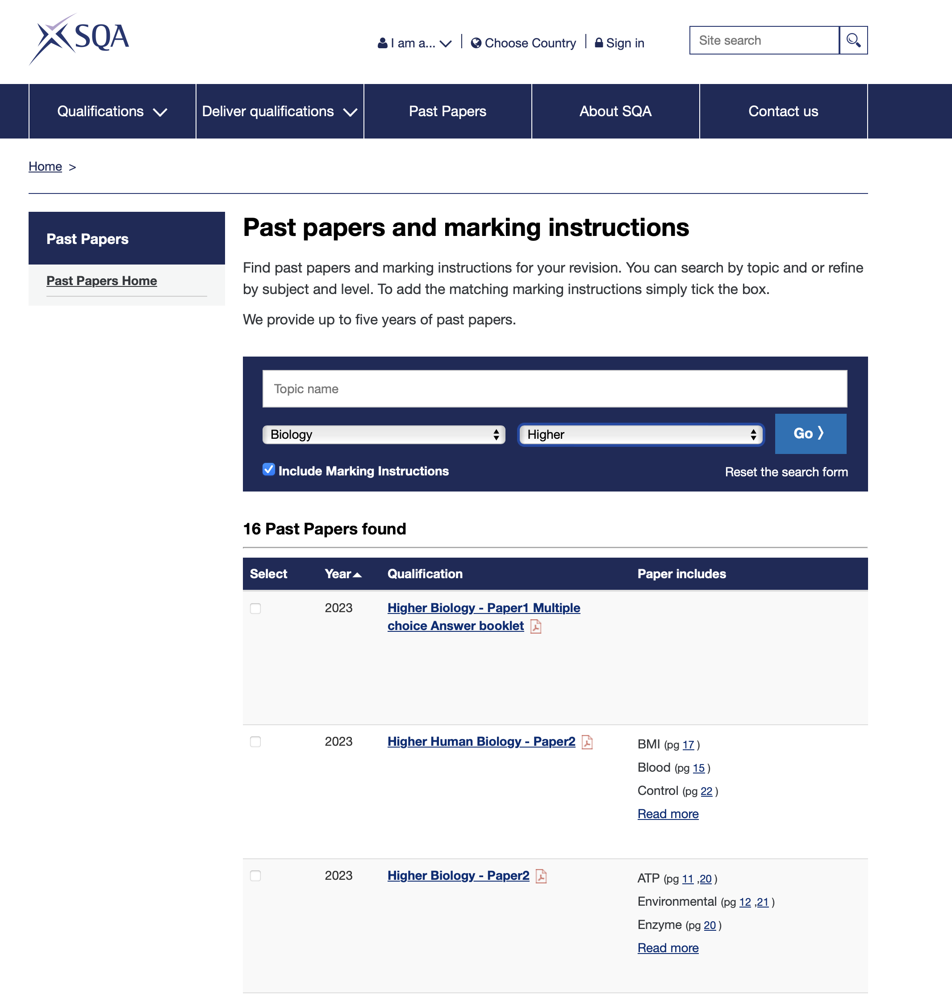 SQA
I am a... Choose Country Sign in
Site search
Qualifications Deliver qualifications Past Papers About SQA Contact us
Home >
Past Papers
Past Papers Home
Past papers and marking instructions
Find past papers and marking instructions for your revision. You can search by topic and or refine
by subject and level. To add the matching marking instructions simply tick the box.
We provide up to five years of past papers.
Topic name
Biology Higher Go ⟩
Include Marking Instructions Reset the search form
16 Past Papers found
Select Year Qualification Paper includes
2023 Higher Biology - Paper1 Multiple
choice Answer booklet
2023 Higher Human Biology - Paper2 BMI (pg 17 )
Blood (pg 15 )
Control (pg 22 )
Read more
2023 Higher Biology - Paper2 ATP (pg 11 ,20 )
Environmental (pg 12 ,21 )
Enzyme (pg 20 )
Read more